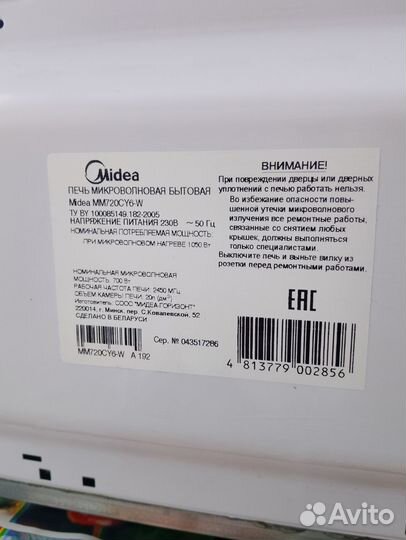 Midea
ПЕЧЬ МИКРОВОЛНОВАЯ БЫТОВАЯ
Midea MM720CY6-W
ТУ BY 100085149.182-2005
НАПРЯЖЕНИЕ ПИТАНИЯ 230В ~ 50 Гц
НОМИНАЛЬНАЯ ПОТРЕБЛЯЕМАЯ МОЩНОСТЬ:
ПРИ МИКРОВОЛНОВОМ НАГРЕВЕ 1050 Вт
НОМИНАЛЬНАЯ МИКРОВОЛНОВАЯ
МОЩНОСТЬ: 700 Вт
РАБОЧАЯ ЧАСТОТА ПЕЧИ: 2450 МГц
ОБЪЕМ КАМЕРЫ ПЕЧИ: 20л (дм³)
Изготовитель: СООО "МИДЕА-ГОРИЗОНТ"
220014, г. Минск, пер. С.Ковалевской, 52
СДЕЛАНО В БЕЛАРУСИ
MM720CY6-W A 192
Сер. № 043517286
ВНИМАНИЕ!
При повреждении дверцы или дверных
уплотнений с печью работать нельзя.
Во избежание опасности повы-
шенной утечки микроволнового
излучения все ремонтные работы,
связанные со снятием любых
крышек, должны выполняться
только специалистами.
Выключите печь и выньте вилку из
розетки перед ремонтными работами.
EAC
4 813779 002856
Avito